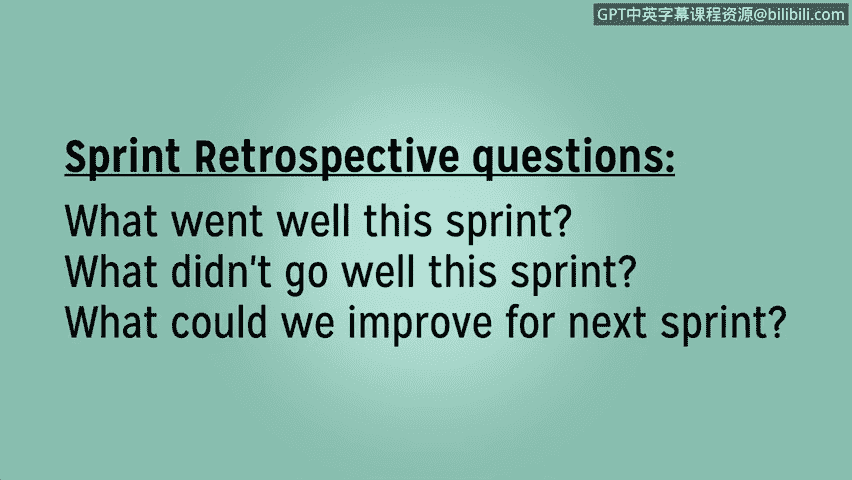 GPT中英字幕课程资源@bilibili.com
Sprint Retrospective questions:
What went well this sprint?
What didn't go well this sprint?
What could we improve for next sprint?